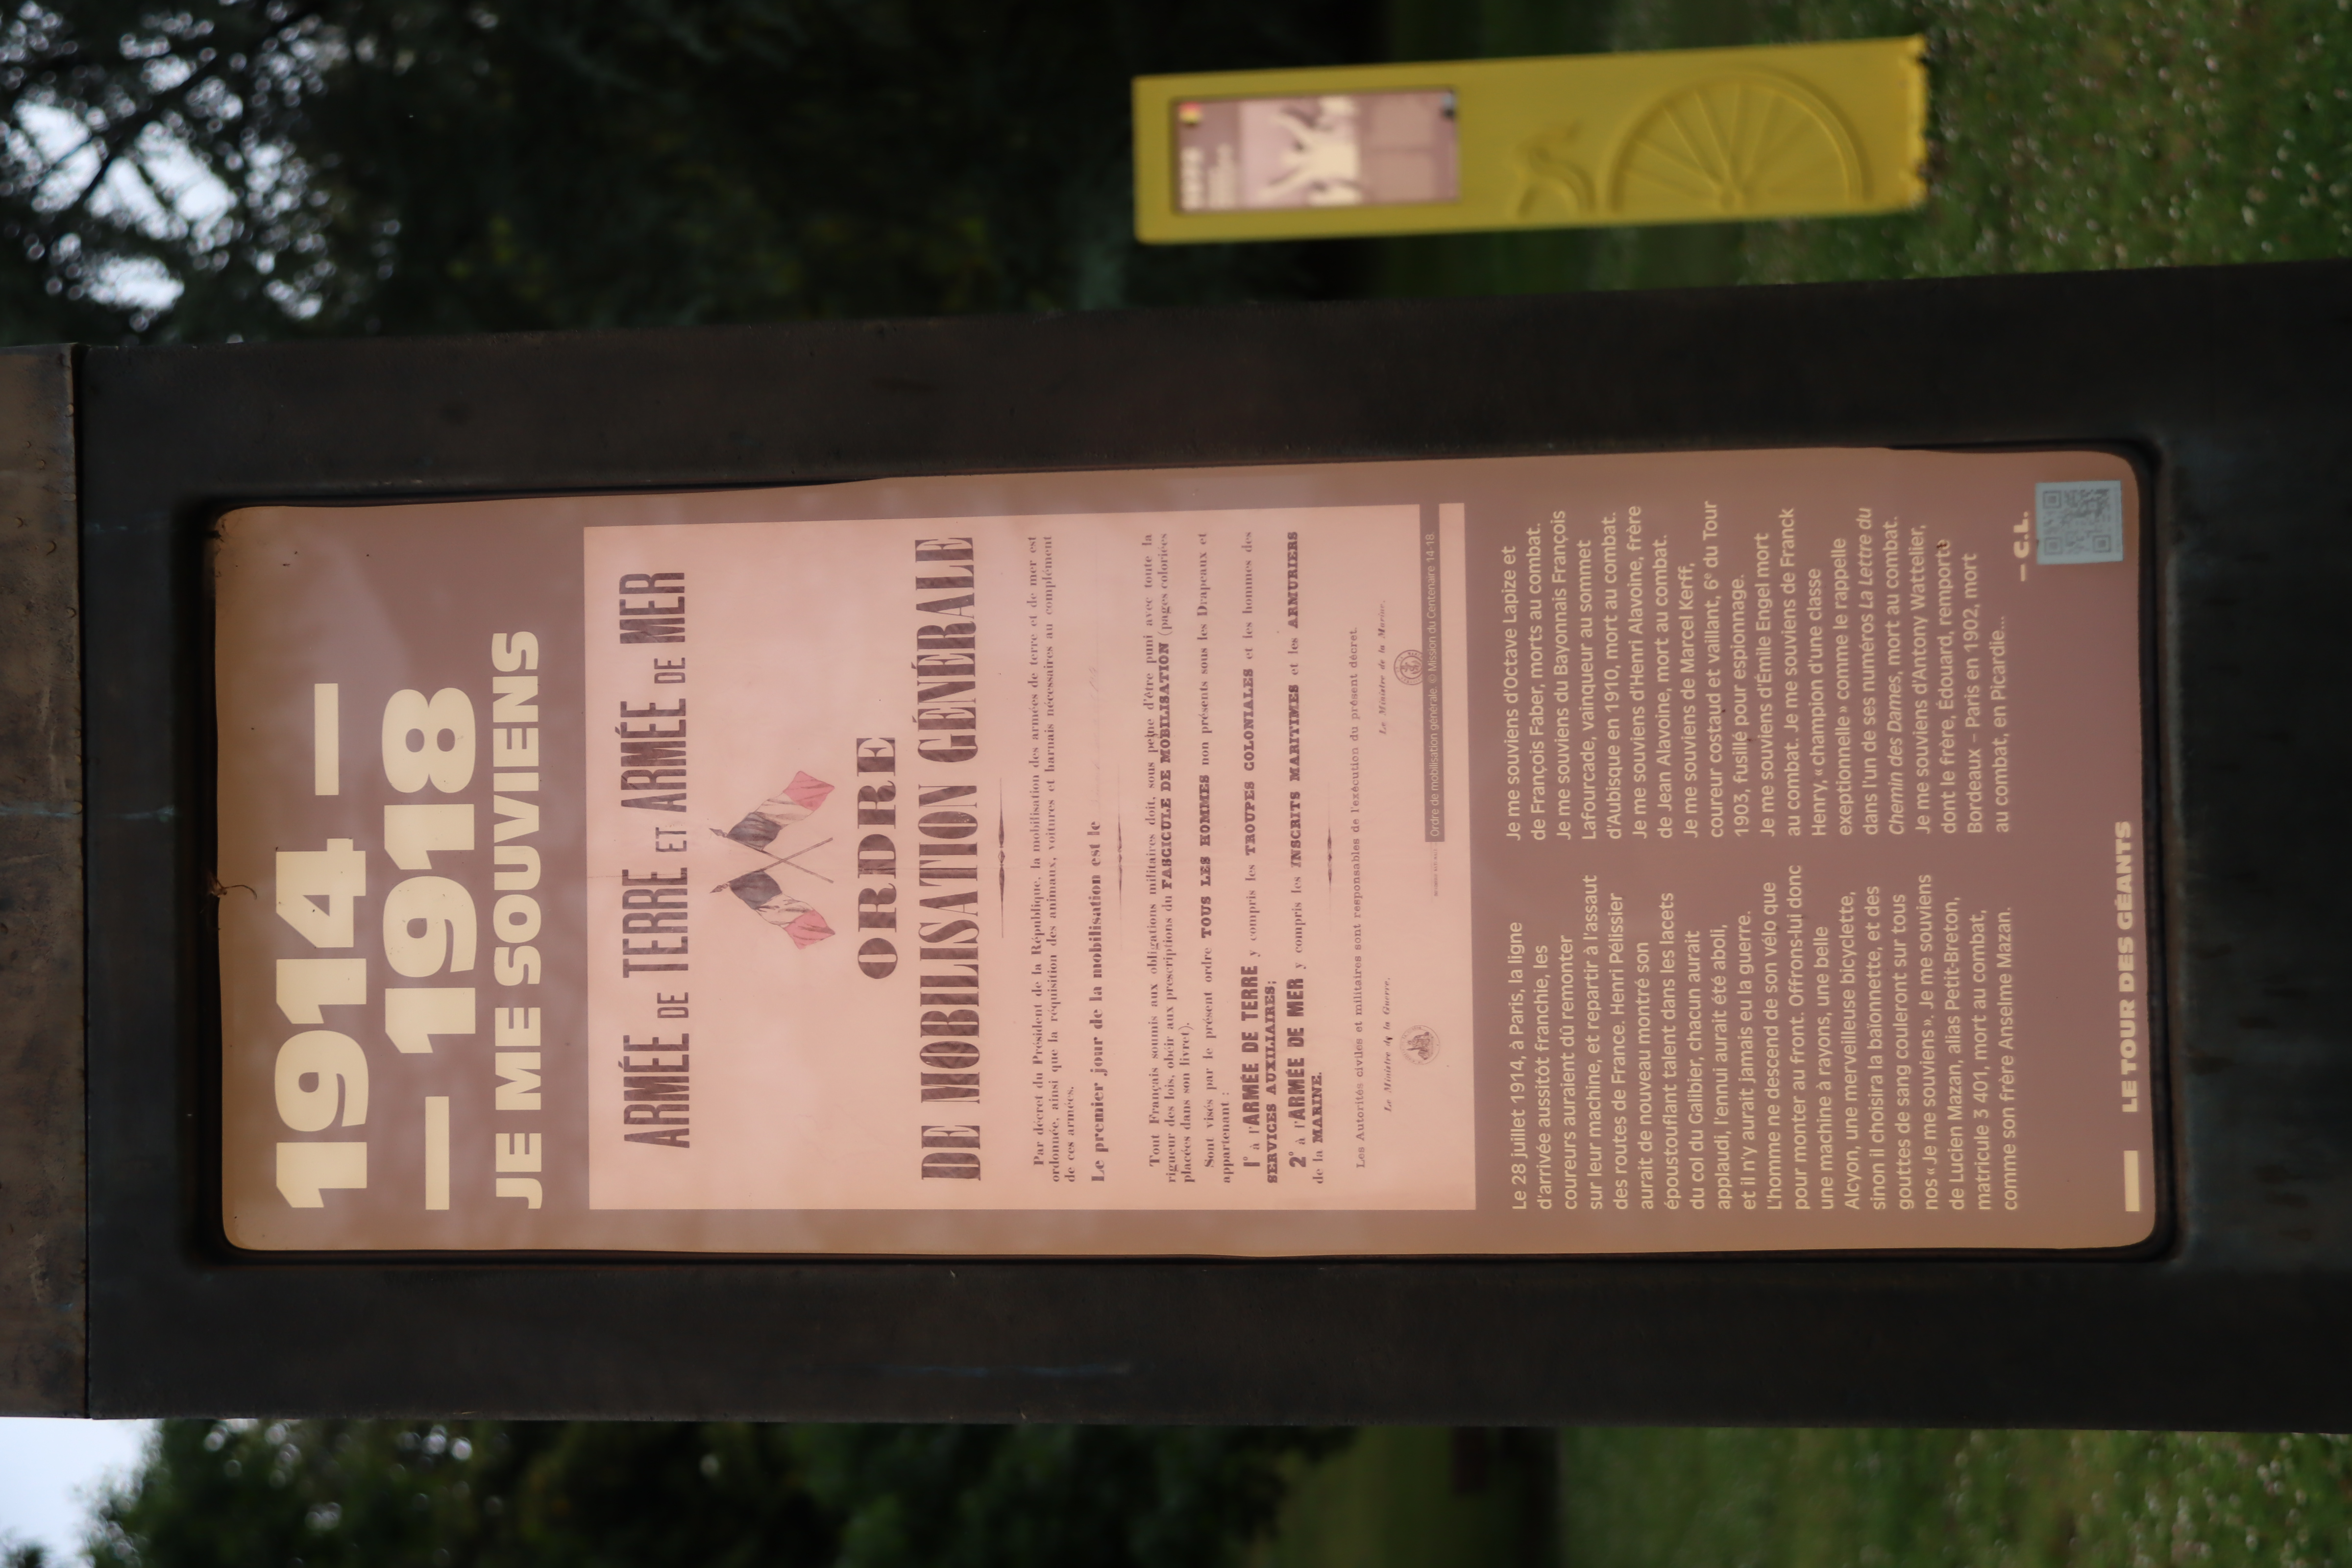 1914 —
— 1918
JE ME SOUVIENS
ARMÉE DE TERRE ET ARMÉE DE MER
ORDRE
DE MOBILISATION GÉNÉRALE
Par décret du Président de la République, la mobilisation des armées de terre et de mer est
ordonnée, ainsi que la réquisition des animaux, voitures et harnais nécessaires au complément
de ces armées.
Le premier jour de la mobilisation est le
Tout Français soumis aux obligations militaires doit, sous peine d'être puni avec toute la
rigueur des lois, obéir aux prescriptions du FASCICULE DE MOBILISATION (pages coloriées
placées dans son livret).
Sont visés par le présent ordre TOUS LES HOMMES non présents sous les Drapeaux et
appartenant :
1° à l'ARMÉE DE TERRE y compris les TROUPES COLONIALES et les hommes des
SERVICES AUXILIAIRES;
2° à l'ARMÉE DE MER y compris les INSCRITS MARITIMES et les ARMURIERS
de la MARINE.
Les Autorités civiles et militaires sont responsables de l'exécution du présent décret.
Le Ministre de la Guerre,
Le Ministre de la Marine,
Ordre de mobilisation générale. © Mission du Centenaire 14-18.
Le 28 juillet 1914, à Paris, la ligne
d'arrivée aussitôt franchie, les
coureurs auraient dû remonter
sur leur machine, et repartir à l'assaut
des routes de France. Henri Pélissier
aurait de nouveau montré son
époustouflant talent dans les lacets
du col du Galibier, chacun aurait
applaudi, l'ennui aurait été aboli,
et il n'y aurait jamais eu la guerre.
L'homme ne descend de son vélo que
pour monter au front. Offrons-lui donc
une machine à rayons, une belle
Alcyon, une merveilleuse bicyclette,
sinon il choisira la baïonnette, et des
gouttes de sang couleront sur tous
nos « Je me souviens ». Je me souviens
de Lucien Mazan, alias Petit-Breton,
matricule 3 401, mort au combat,
comme son frère Anselme Mazan.
Je me souviens d'Octave Lapize et
de François Faber, morts au combat.
Je me souviens du Bayonnais François
Lafourcade, vainqueur au sommet
d'Aubisque en 1910, mort au combat.
Je me souviens d'Henri Alavoine, frère
de Jean Alavoine, mort au combat.
Je me souviens de Marcel Kerff,
coureur costaud et vaillant, 6e du Tour
1903, fusillé pour espionnage.
Je me souviens d'Émile Engel mort
au combat. Je me souviens de Franck
Henry, « champion d'une classe
exceptionnelle » comme le rappelle
dans l'un de ses numéros La Lettre du
Chemin des Dames, mort au combat.
Je me souviens d'Antony Wattelier,
dont le frère, Édouard, remporte
Bordeaux – Paris en 1902, mort
au combat, en Picardie...
— C.L.
LE TOUR DES GÉANTS